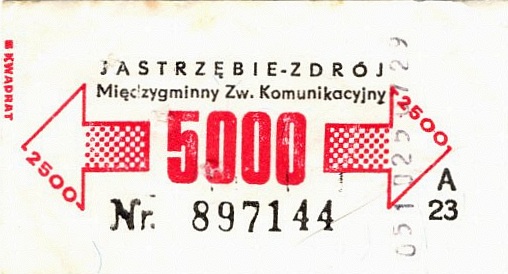 KWADRAT
JASTRZĘBIE-ZDRÓJ
Międzygminny Zw. Komunikacyjny
2500
5000
2500
Nr. 897144
A
23